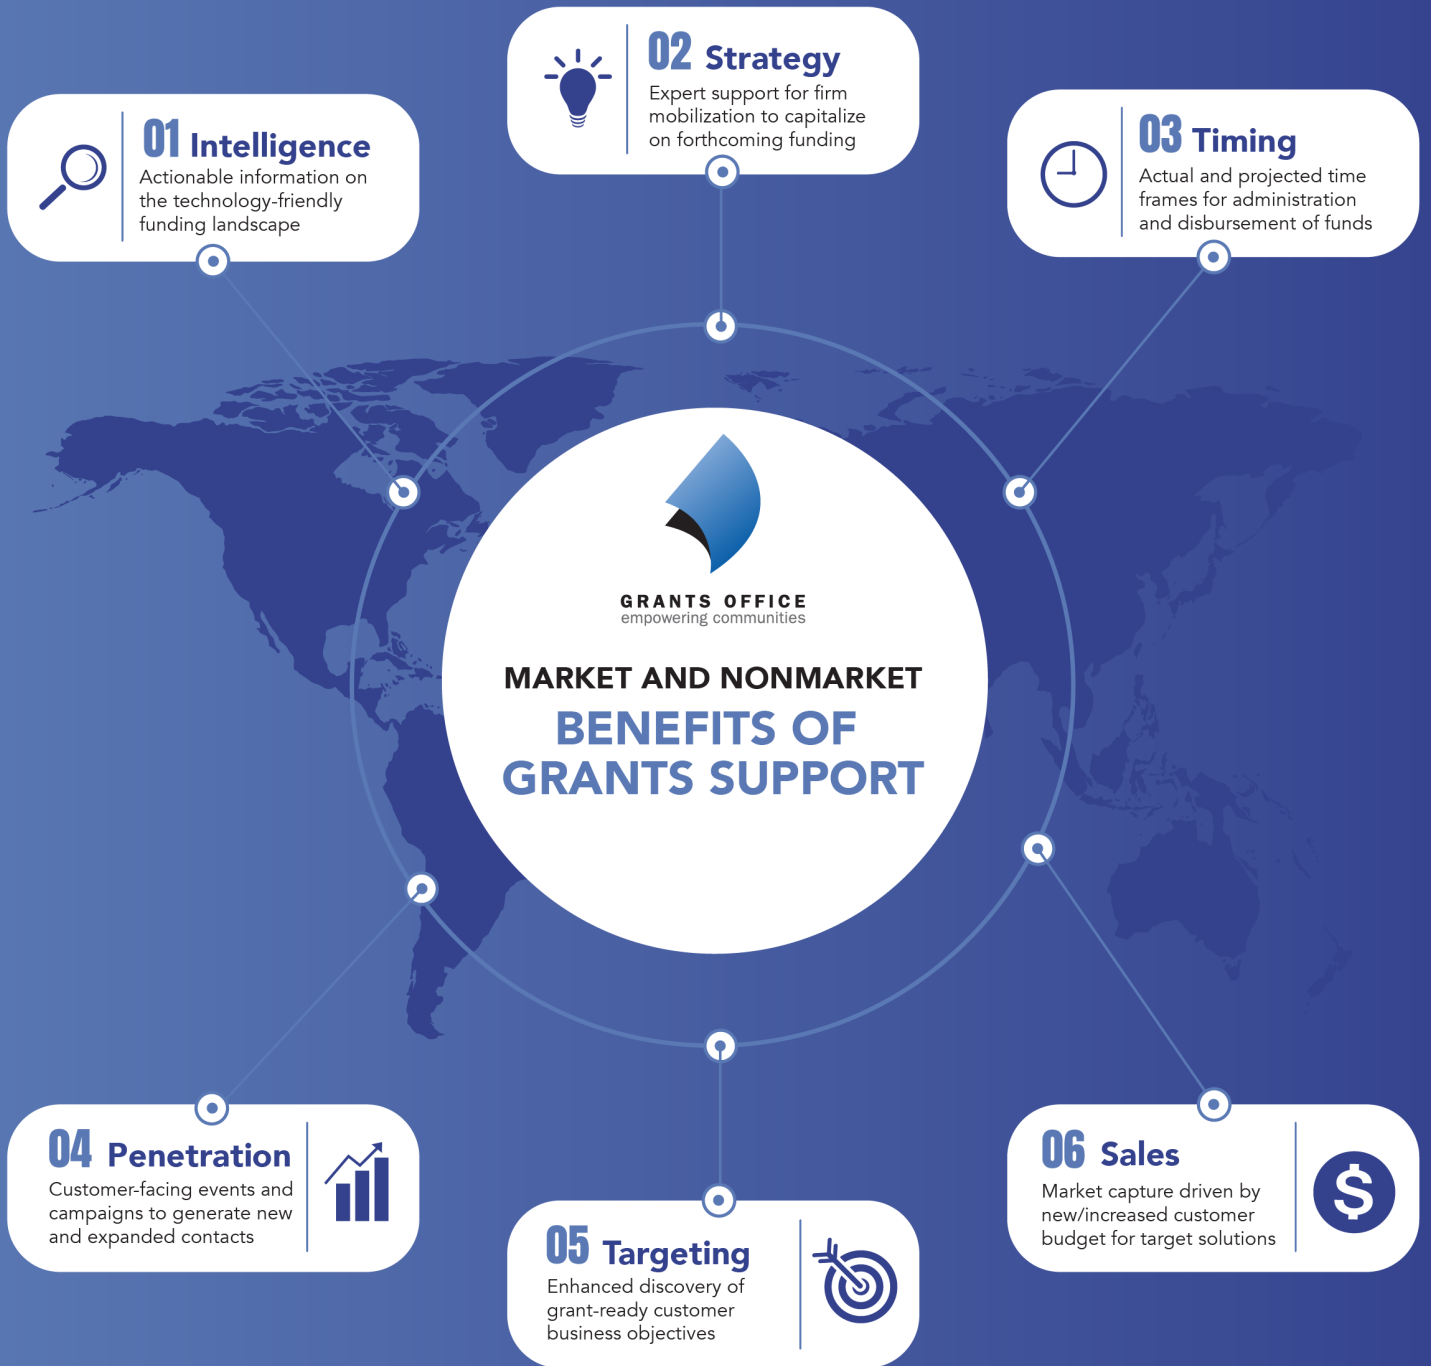 01 Intelligence
Actionable information on
the technology-friendly
funding landscape
02 Strategy
Expert support for firm
mobilization to capitalize
on forthcoming funding
03 Timing
Actual and projected time
frames for administration
and disbursement of funds
GRANTS OFFICE
empowering communities
MARKET AND NONMARKET
BENEFITS OF
GRANTS SUPPORT
04 Penetration
Customer-facing events and
campaigns to generate new
and expanded contacts
05 Targeting
Enhanced discovery of
grant-ready customer
business objectives
06 Sales
Market capture driven by
new/increased customer
budget for target solutions
$